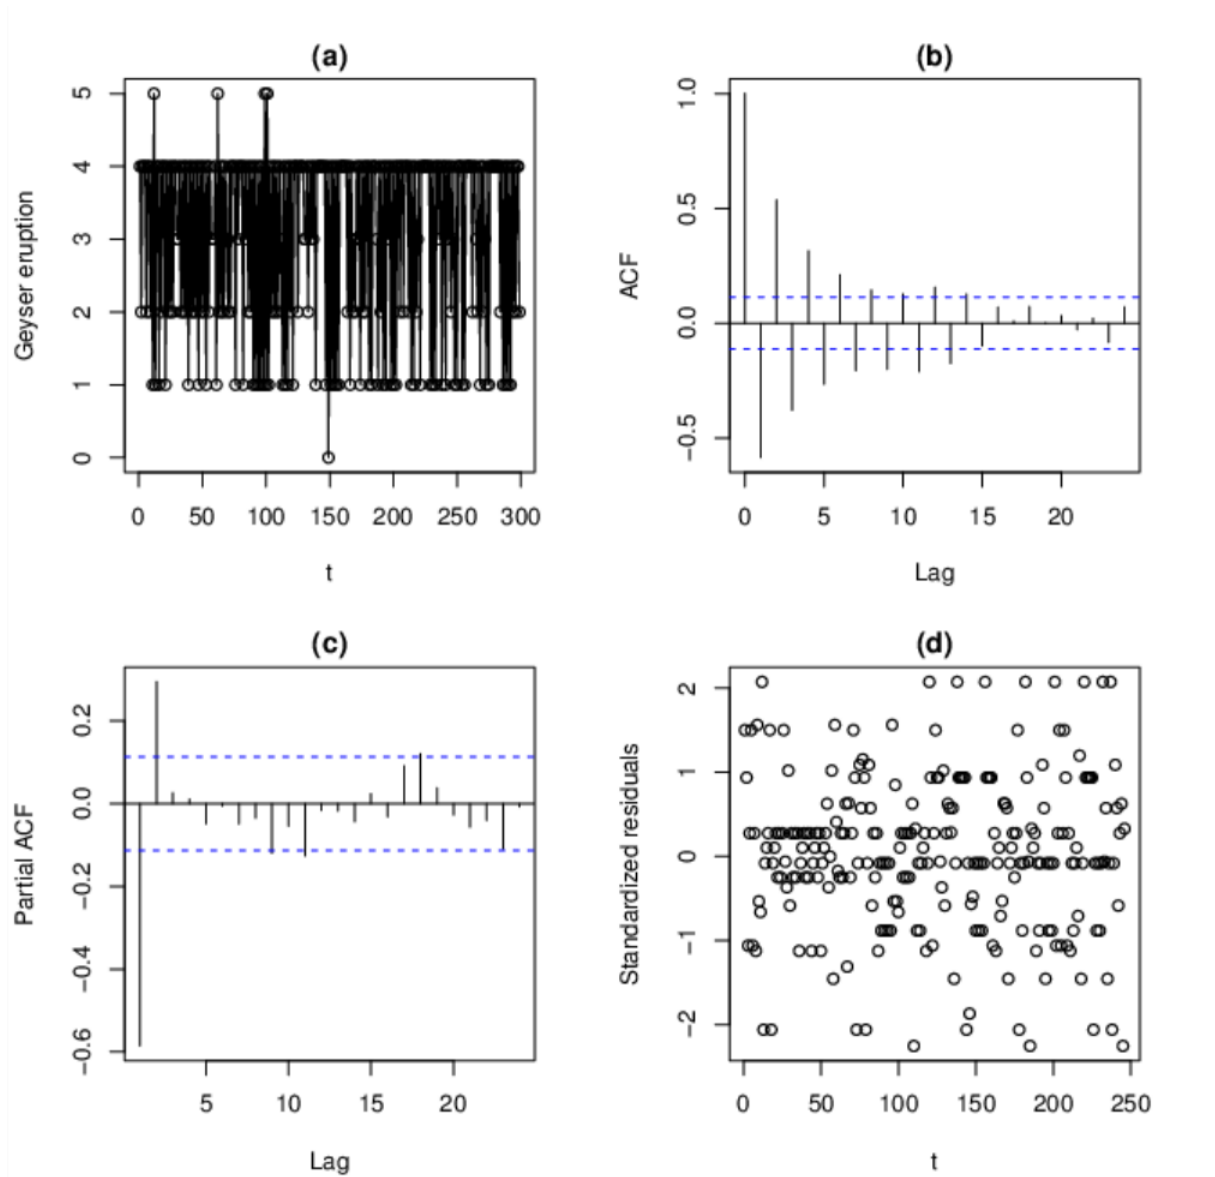 (a)
Geyser eruption
5
4
3
2
1
0
0 50 100 150 200 250 300
t
(b)
ACF
1.0
0.5
0.0
−0.5
0 5 10 15 20
Lag
(c)
Partial ACF
0.2
0.0
−0.2
−0.4
−0.6
5 10 15 20
Lag
(d)
Standardized residuals
2
1
0
−1
−2
0 50 100 150 200 250
t